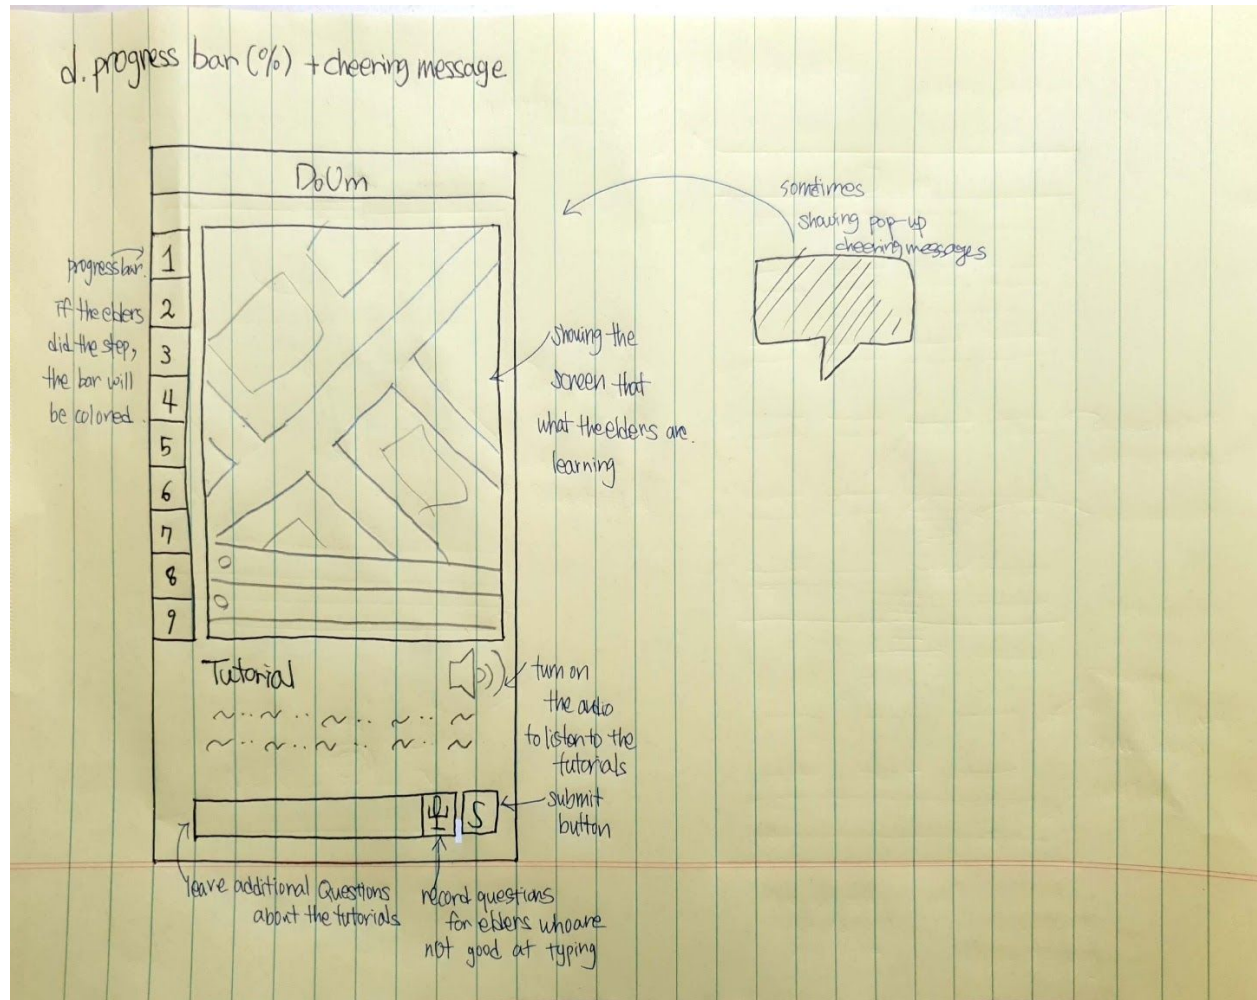 d. progress bar (%) + cheering message
DoUm
sometimes
showing pop-up
cheering messages
progress bar.
if the elders
did the step,
the bar will
be colored.
1
2
3
4
5
6
7
8
9
showing the
screen that
what the elders are.
learning
Tutorial
turn on
the audio
to listen to the
tutorials
S
submit
button
leave additional Questions
about the tutorials
record questions
for elders who are
not good at typing